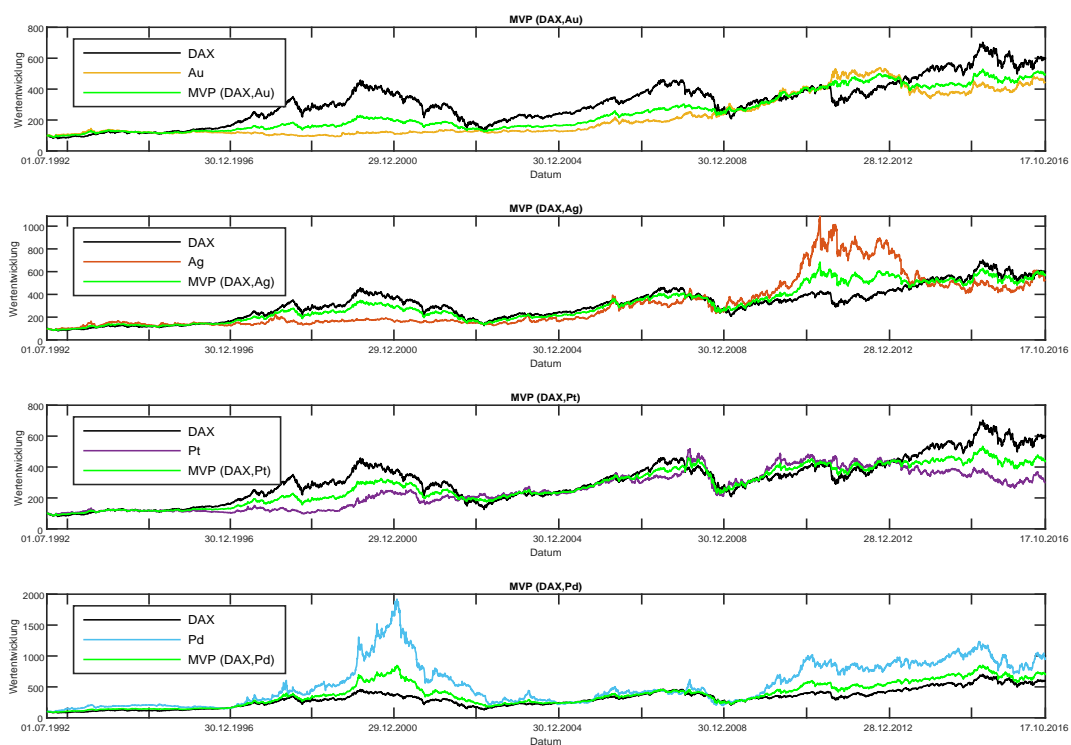 MVP (DAX,Au)
Wertentwicklung
800
600
400
200
0
DAX
Au
MVP (DAX,Au)
01.07.1992 30.12.1996 29.12.2000 30.12.2004 30.12.2008 28.12.2012 17.10.2016
Datum
MVP (DAX,Ag)
Wertentwicklung
1000
800
600
400
200
0
DAX
Ag
MVP (DAX,Ag)
01.07.1992 30.12.1996 29.12.2000 30.12.2004 30.12.2008 28.12.2012 17.10.2016
Datum
MVP (DAX,Pt)
Wertentwicklung
800
600
400
200
0
DAX
Pt
MVP (DAX,Pt)
01.07.1992 30.12.1996 29.12.2000 30.12.2004 30.12.2008 28.12.2012 17.10.2016
Datum
MVP (DAX,Pd)
Wertentwicklung
2000
1500
1000
500
0
DAX
Pd
MVP (DAX,Pd)
01.07.1992 30.12.1996 29.12.2000 30.12.2004 30.12.2008 28.12.2012 17.10.2016
Datum